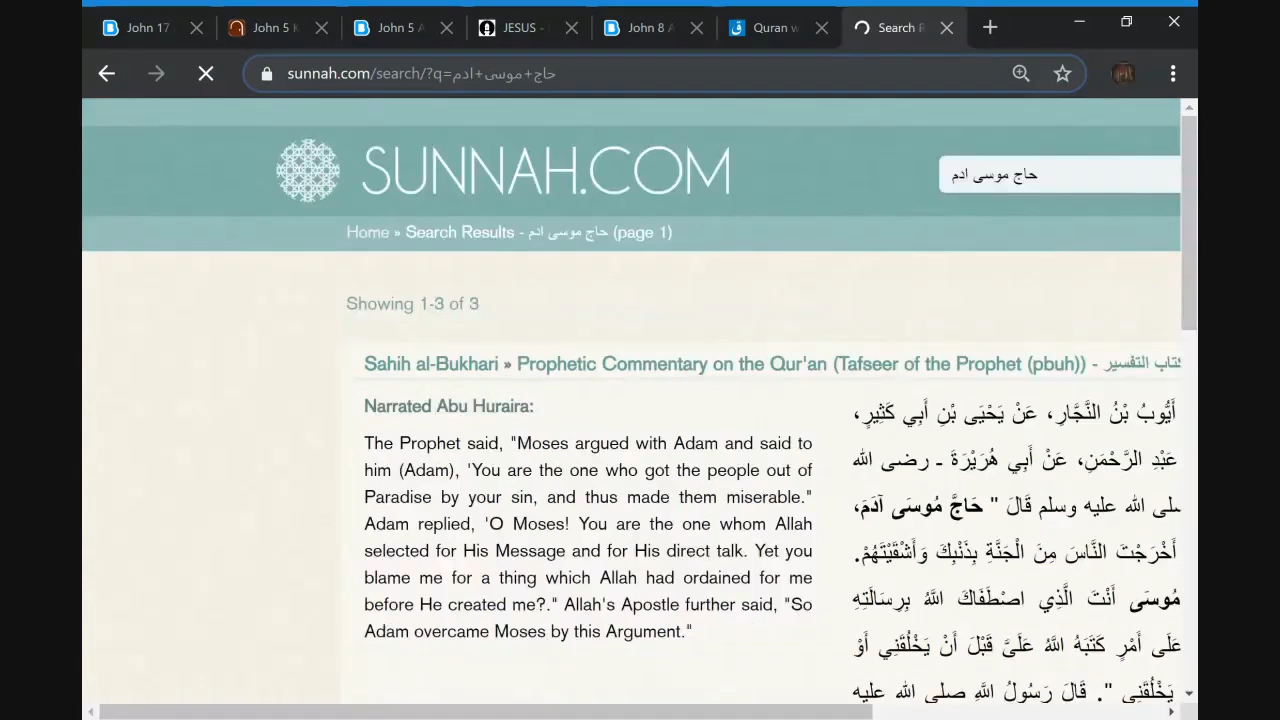 John 17
John 5 K
John 5 A
JESUS -
John 8 A
Quran w
Search R
sunnah.com/search/?q=حاج+موسى+ادم
SUNNAH.COM
حاج موسى ادم
Home » Search Results - حاج موسى ادم (page 1)
Showing 1-3 of 3
Sahih al-Bukhari » Prophetic Commentary on the Qur'an (Tafseer of the Prophet (pbuh)) - كتاب التفسير
Narrated Abu Huraira:
The Prophet said, "Moses argued with Adam and said to
him (Adam), 'You are the one who got the people out of
Paradise by your sin, and thus made them miserable."
Adam replied, 'O Moses! You are the one whom Allah
selected for His Message and for His direct talk. Yet you
blame me for a thing which Allah had ordained for me
before He created me?." Allah's Apostle further said, "So
Adam overcame Moses by this Argument."
أَيُّوبُ بْنُ النَّجَّارِ، عَنْ يَحْيَى بْنِ أَبِي كَثِيرٍ،
عَبْدِ الرَّحْمَنِ، عَنْ أَبِي هُرَيْرَةَ ـ رضى الله
صلى الله عليه وسلم قَالَ " حَاجَّ مُوسَى آدَمَ،
أَخْرَجْتَ النَّاسَ مِنَ الْجَنَّةِ بِذَنْبِكَ وَأَشْقَيْتَهُمْ.
مُوسَى أَنْتَ الَّذِي اصْطَفَاكَ اللَّهُ بِرِسَالَتِهِ
عَلَى أَمْرٍ كَتَبَهُ اللَّهُ عَلَىَّ قَبْلَ أَنْ يَخْلُقَنِي أَوْ
يَخْلُقَنِي ". قَالَ رَسُولُ اللَّهِ صلى الله عليه